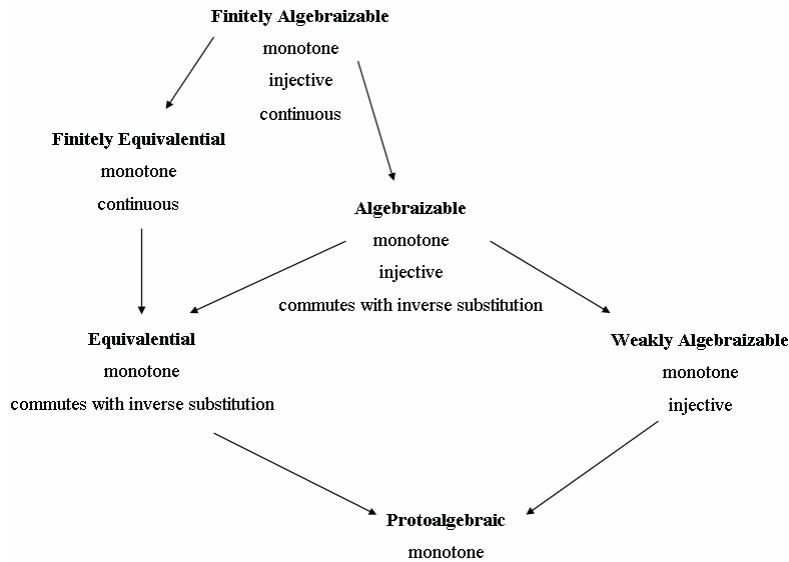 Finitely Algebraizable
monotone
injective
continuous
Finitely Equivalential
monotone
continuous
Algebraizable
monotone
injective
commutes with inverse substitution
Equivalential
monotone
commutes with inverse substitution
Weakly Algebraizable
monotone
injective
Protoalgebraic
monotone